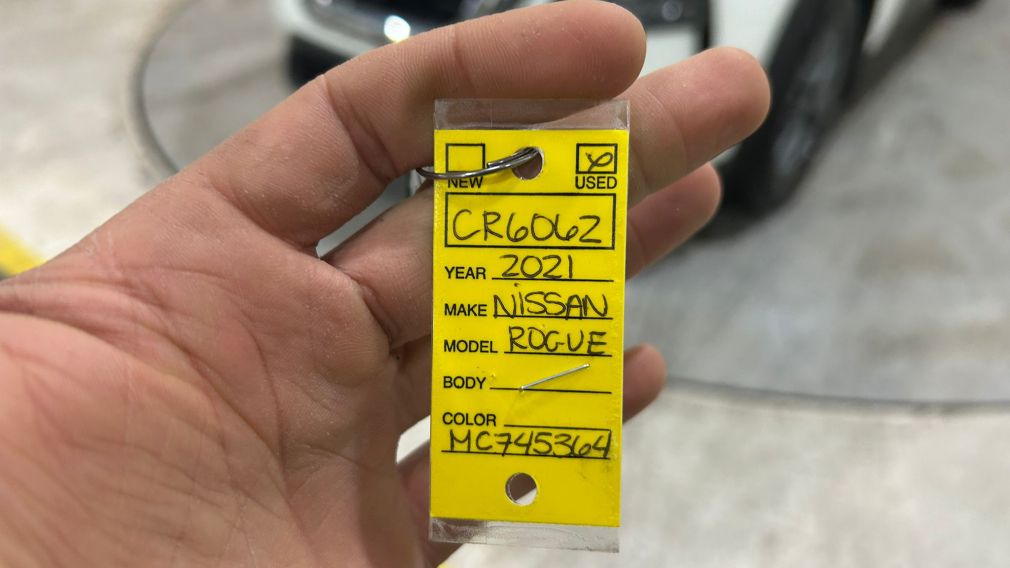 NEW USED
CR6062
YEAR 2021
MAKE NISSAN
MODEL ROGUE
BODY
COLOR
MC745364